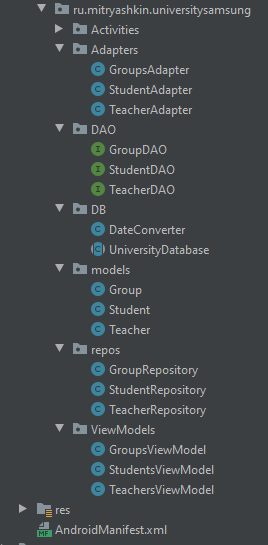 ru.mitryashkin.universitysamsung
Activities
Adapters
GroupsAdapter
StudentAdapter
TeacherAdapter
DAO
GroupDAO
StudentDAO
TeacherDAO
DB
DateConverter
UniversityDatabase
models
Group
Student
Teacher
repos
GroupRepository
StudentRepository
TeacherRepository
ViewModels
GroupsViewModel
StudentsViewModel
TeachersViewModel
res
AndroidManifest.xml